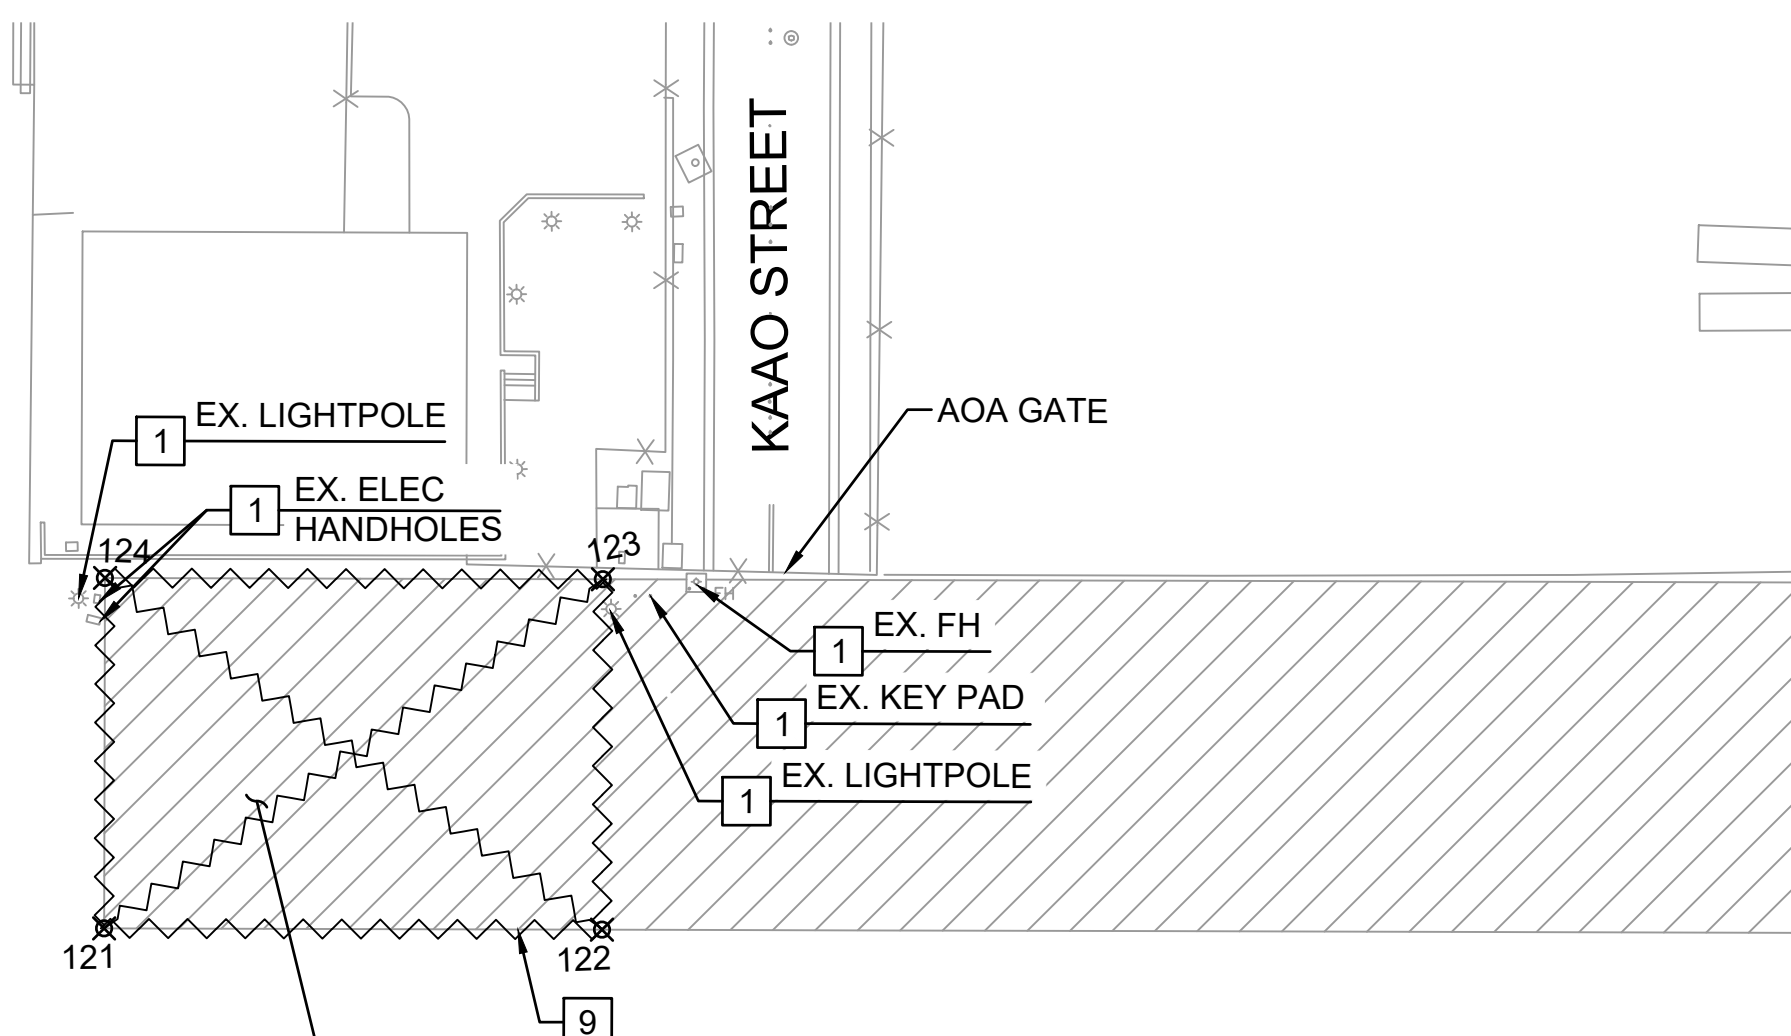 KAAO STREET
EX. LIGHTPOLE
1
AOA GATE
EX. ELEC
1
HANDHOLES
124
123
FH
EX. FH
1
EX. KEY PAD
1
EX. LIGHTPOLE
1
121
122
9